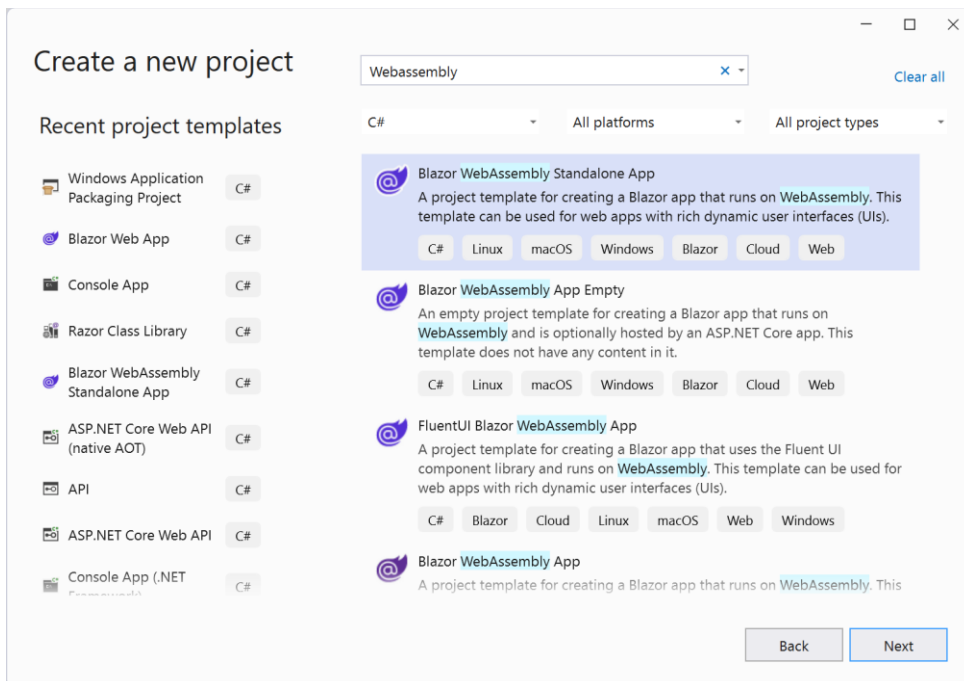 Create a new project
Webassembly
Clear all
Recent project templates
C#
All platforms
All project types
Windows Application
Packaging Project
C#
Blazor Web App
C#
Console App
C#
Razor Class Library
C#
Blazor WebAssembly
Standalone App
C#
ASP.NET Core Web API
(native AOT)
C#
API
C#
ASP.NET Core Web API
C#
Console App (.NET
Framework)
C#
Blazor WebAssembly Standalone App
A project template for creating a Blazor app that runs on WebAssembly. This
template can be used for web apps with rich dynamic user interfaces (UIs).
C# Linux macOS Windows Blazor Cloud Web
Blazor WebAssembly App Empty
An empty project template for creating a Blazor app that runs on
WebAssembly and is optionally hosted by an ASP.NET Core app. This
template does not have any content in it.
C# Linux macOS Windows Blazor Cloud Web
FluentUI Blazor WebAssembly App
A project template for creating a Blazor app that uses the Fluent UI
component library and runs on WebAssembly. This template can be used for
web apps with rich dynamic user interfaces (UIs).
C# Blazor Cloud Linux macOS Web Windows
Blazor WebAssembly App
A project template for creating a Blazor app that runs on WebAssembly. This
Back
Next